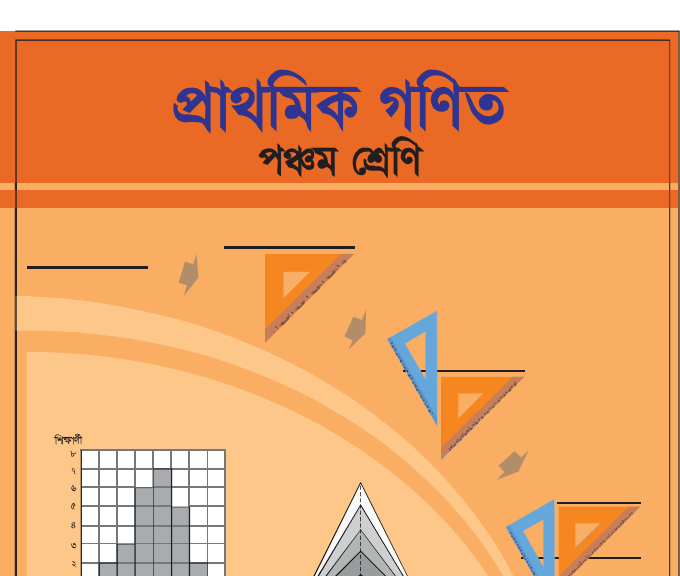 প্রাথমিক গণিত
পঞ্চম শ্রেণি
শিক্ষার্থী
৮
৭
৬
৫
৪
৩
২